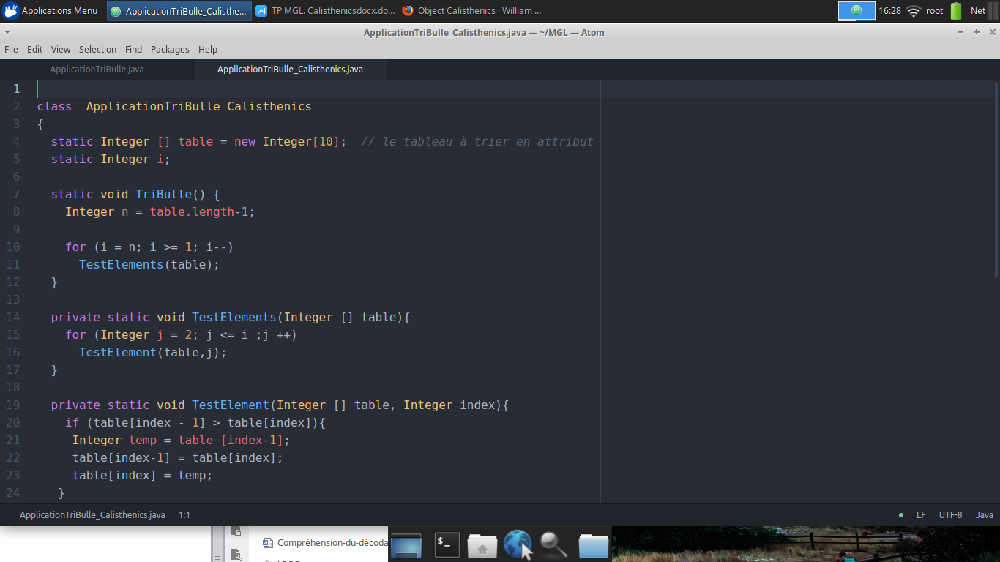 Applications Menu
ApplicationTriBulle_Calisthe...
TP MGL. Calisthenicsdocx.do...
Object Calisthenics · William ...
16:28
root
Net
ApplicationTriBulle_Calisthenics.java — ~/MGL — Atom
File Edit View Selection Find Packages Help
ApplicationTriBulle.java
ApplicationTriBulle_Calisthenics.java
1
2 class  ApplicationTriBulle_Calisthenics
3 {
4 static Integer [] table = new Integer[10];  // le tableau à trier en attribut
5 static Integer i;
6
7 static void TriBulle() {
8 Integer n = table.length-1;
9
10 for (i = n; i >= 1; i--)
11 TestElements(table);
12 }
13
14 private static void TestElements(Integer [] table){
15 for (Integer j = 2; j <= i ;j ++)
16 TestElement(table,j);
17 }
18
19 private static void TestElement(Integer [] table, Integer index){
20 if (table[index - 1] > table[index]){
21 Integer temp = table [index-1];
22 table[index-1] = table[index];
23 table[index] = temp;
24 }
ApplicationTriBulle_Calisthenics.java 1:1
LF UTF-8 Java
Compréhension-du-décoda
$_